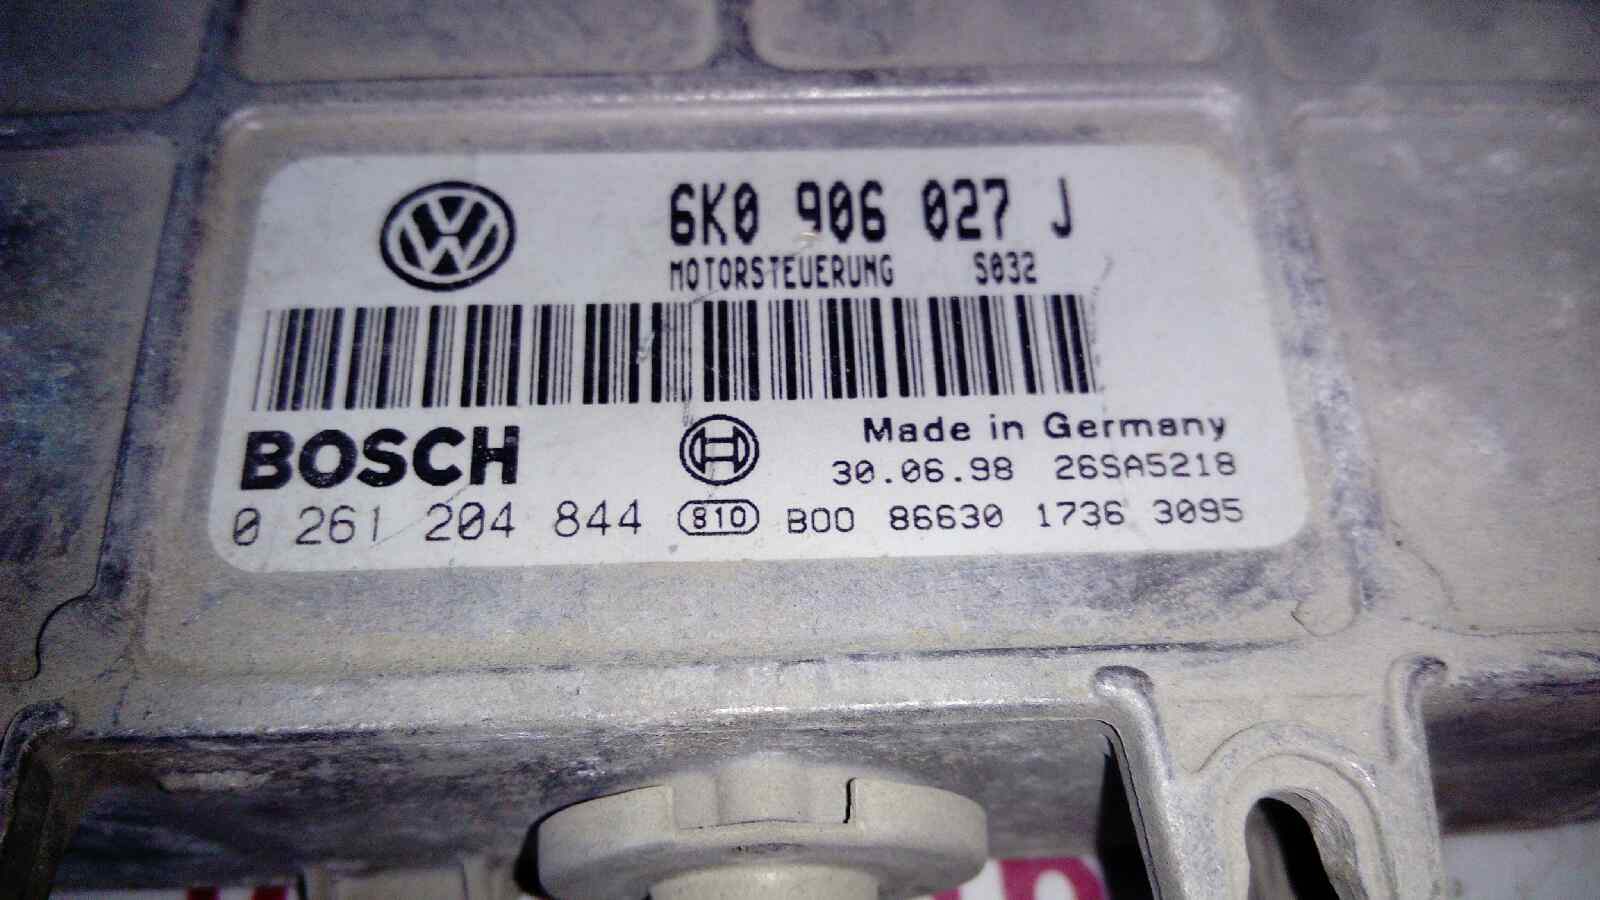 6K0 906 027 J
MOTORSTEUERUNG S032
BOSCH
Made in Germany
30.06.98 26SA5218
0 261 204 844 810 B00 86630 1736 3095